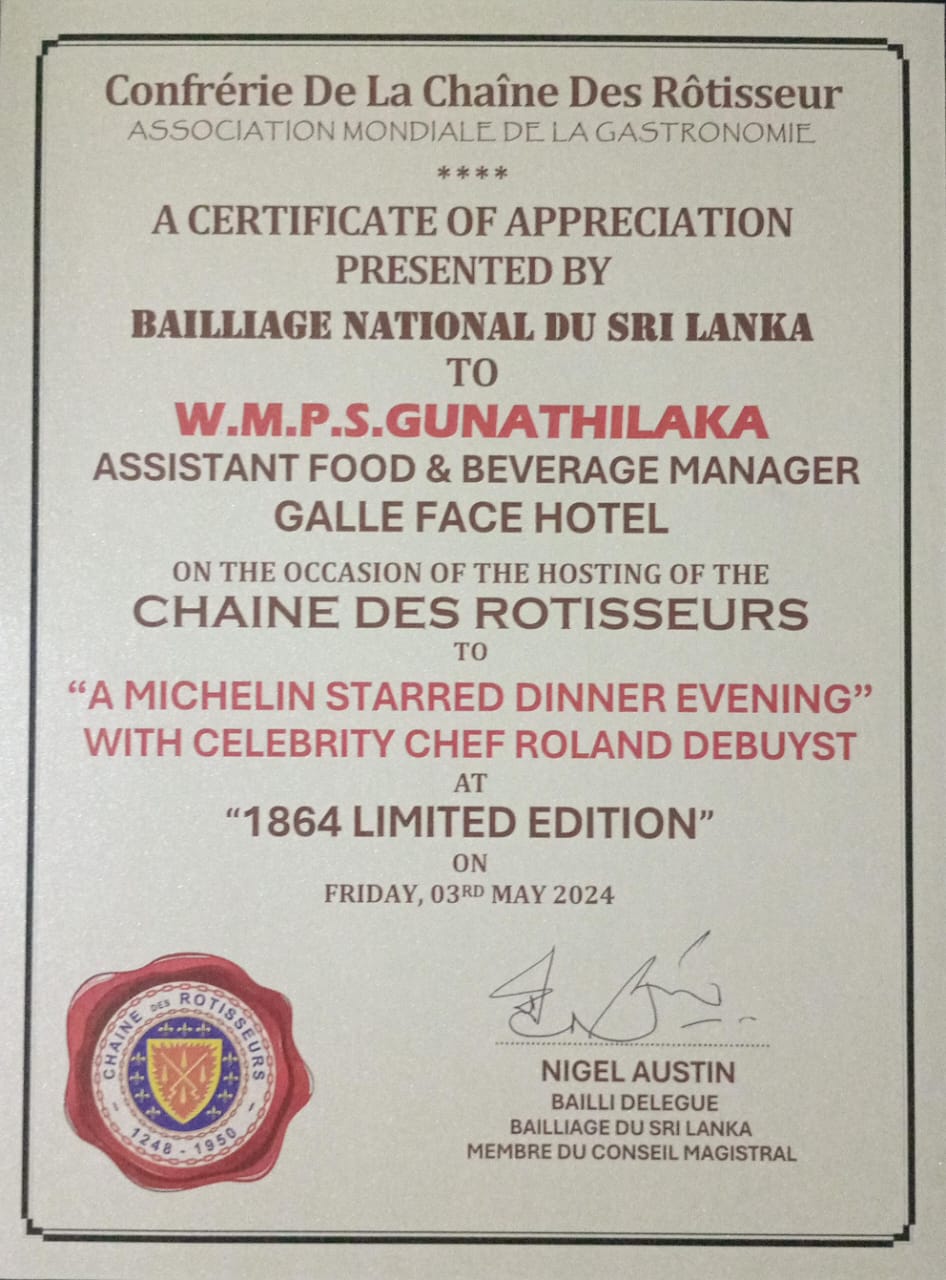 Confrérie De La Chaîne Des Rôtisseur
ASSOCIATION MONDIALE DE LA GASTRONOMIE
****
A CERTIFICATE OF APPRECIATION
PRESENTED BY
BAILLIAGE NATIONAL DU SRI LANKA
TO
W.M.P.S.GUNATHILAKA
ASSISTANT FOOD & BEVERAGE MANAGER
GALLE FACE HOTEL
ON THE OCCASION OF THE HOSTING OF THE
CHAINE DES ROTISSEURS
TO
“A MICHELIN STARRED DINNER EVENING”
WITH CELEBRITY CHEF ROLAND DEBUYST
AT
“1864 LIMITED EDITION”
ON
FRIDAY, 03RD MAY 2024
CHAINE DES ROTISSEURS
- 1248 - 1950 -
NIGEL AUSTIN
BAILLI DELEGUE
BAILLIAGE DU SRI LANKA
MEMBRE DU CONSEIL MAGISTRAL